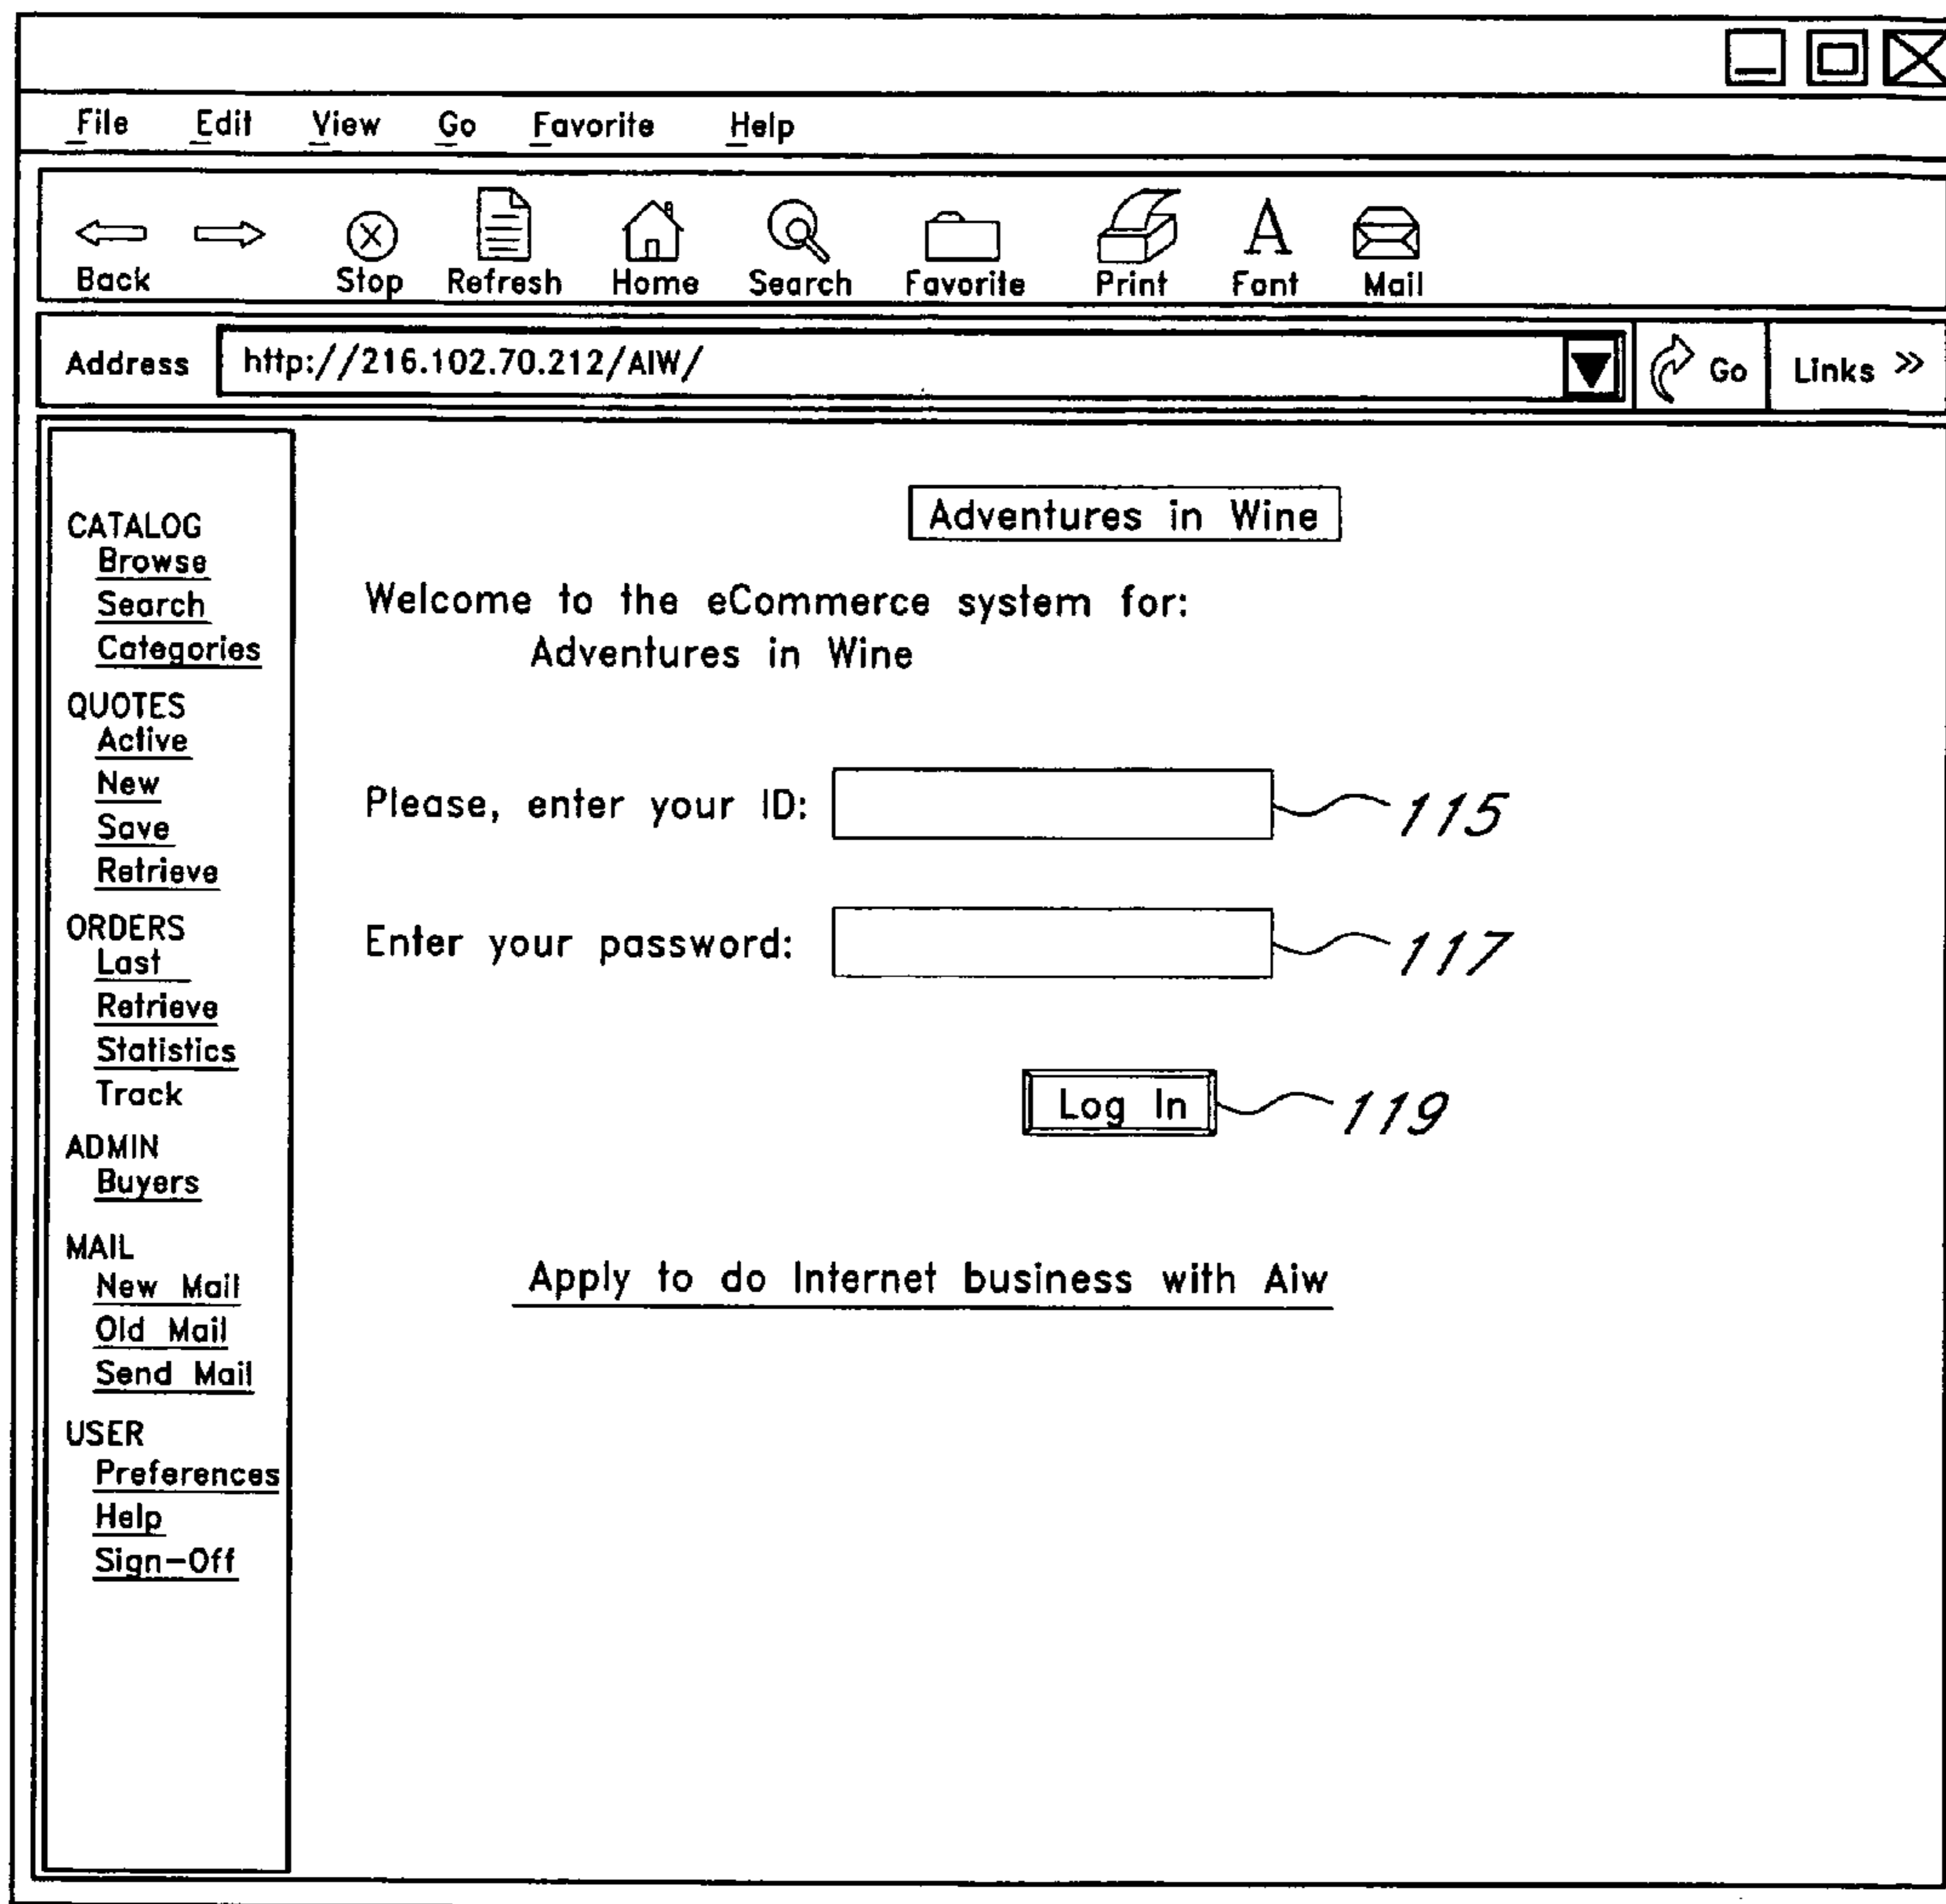 File Edit View Go Favorite Help
Back Stop Refresh Home Search Favorite Print Font Mail
Address http://216.102.70.212/AIW/ Go Links »
CATALOG
Browse
Search
Categories
QUOTES
Active
New
Save
Retrieve
ORDERS
Last
Retrieve
Statistics
Track
ADMIN
Buyers
MAIL
New Mail
Old Mail
Send Mail
USER
Preferences
Help
Sign-Off
Adventures in Wine
Welcome to the eCommerce system for:
Adventures in Wine
Please, enter your ID: 115
Enter your password: 117
Log In 119
Apply to do Internet business with Aiw